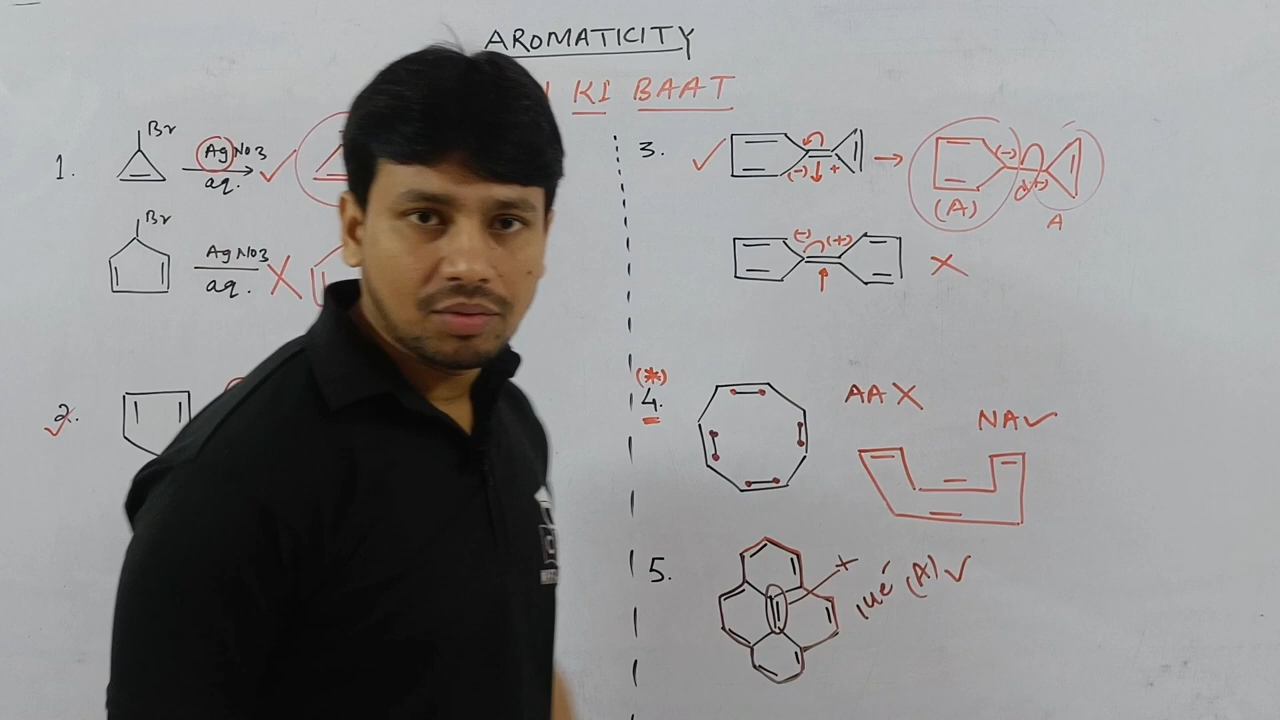 AROMATICITY
KI BAAT
1.
Br
AgNO3
aq.
Br
AgNO3
aq.
2.
3.
(-)
+
(-)
(+)
(A)
A
(-)
(+)
(*)
4.
AA X
NA✓
5.
X
14e⁻ (A) ✓